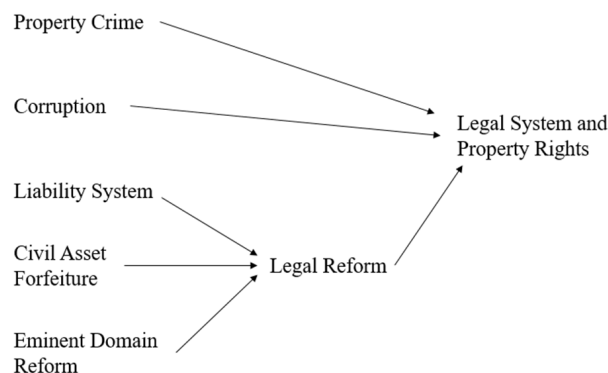 Property Crime
Corruption
Legal System and
Property Rights
Liability System
Civil Asset
Forfeiture
Legal Reform
Eminent Domain
Reform